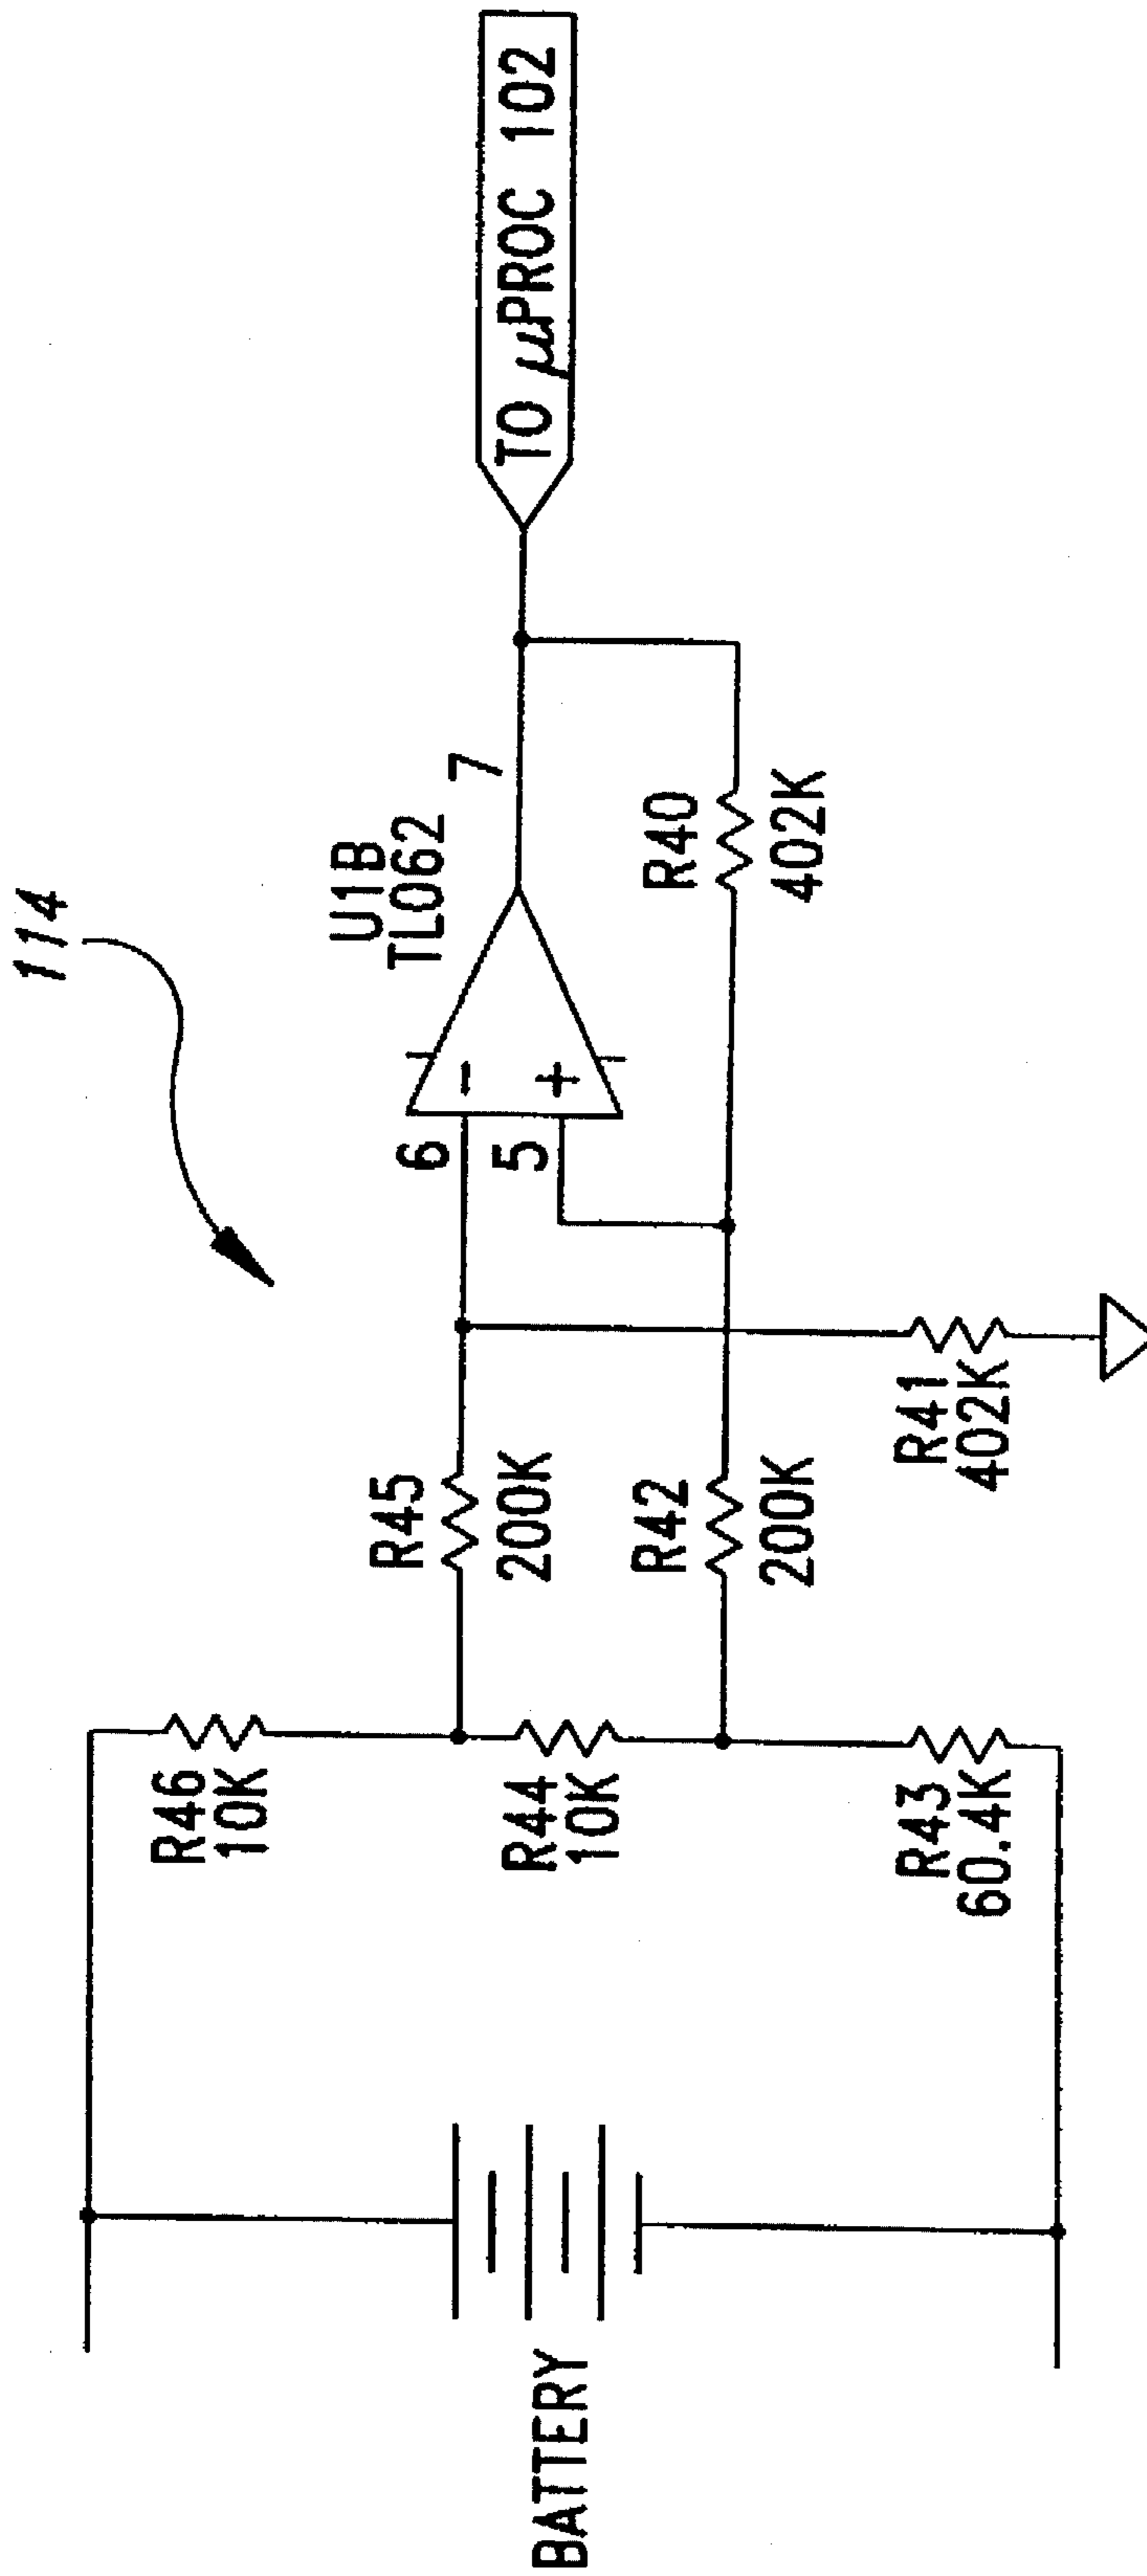 114
U1B
TL062
TO µPROC 102
7
6
-
5
+
R45
200K
R40
402K
R42
200K
R46
10K
R44
10K
R41
402K
R43
60.4K
BATTERY